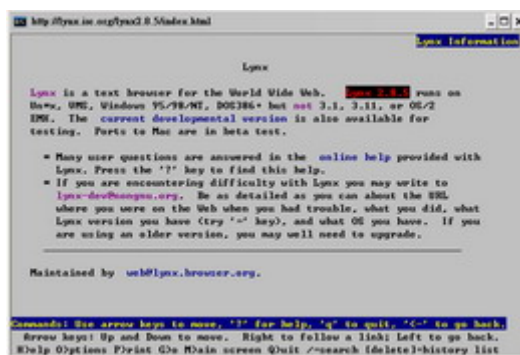 http://lynx.isc.org/lynx2.8.5/index.html
Lynx Information
Lynx
Lynx is a text browser for the World Wide Web. Lynx 2.8.5 runs on
Un*x, VMS, Windows 95/98/NT, DOS386+ but not 3.1, 3.11, or OS/2
EMX. The current developmental version is also available for
testing. Ports to Mac are in beta test.
* Many user questions are answered in the online help provided with
Lynx. Press the '?' key to find this help.
* If you are encountering difficulty with Lynx you may write to
lynx-dev@nongnu.org. Be as detailed as you can about the URL
where you were on the Web when you had trouble, what you did, what
Lynx version you have (try '=' key), and what OS you have. If you
are using an older version, you may well need to upgrade.
Maintained by web@lynx.browser.org.
Commands: Use arrow keys to move, '?' for help, 'q' to quit, '<-' to go back.
Arrow keys: Up and Down to move. Right to follow a link; Left to go back.
H)elp O)ptions P)rint G)o M)ain screen Q)uit /=search [delete]=history list